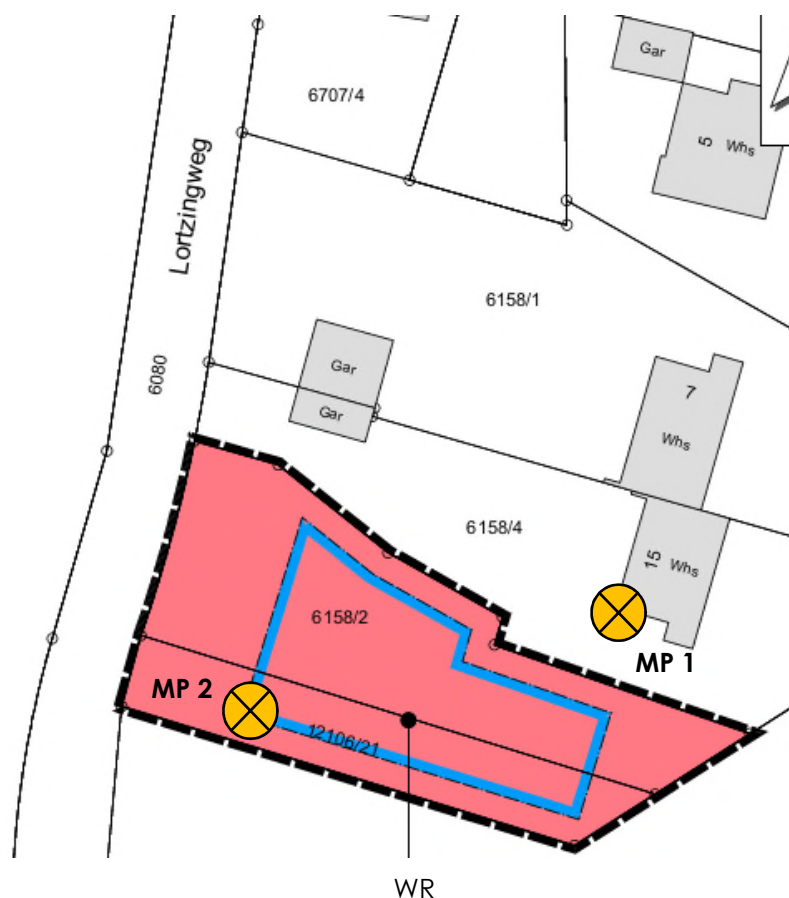 6707/4
Gar
5
Whs
Lortzingweg
6158/1
6080
Gar
Gar
7
Whs
6158/4
15
Whs
6158/2
MP 1
MP 2
12106/21
WR